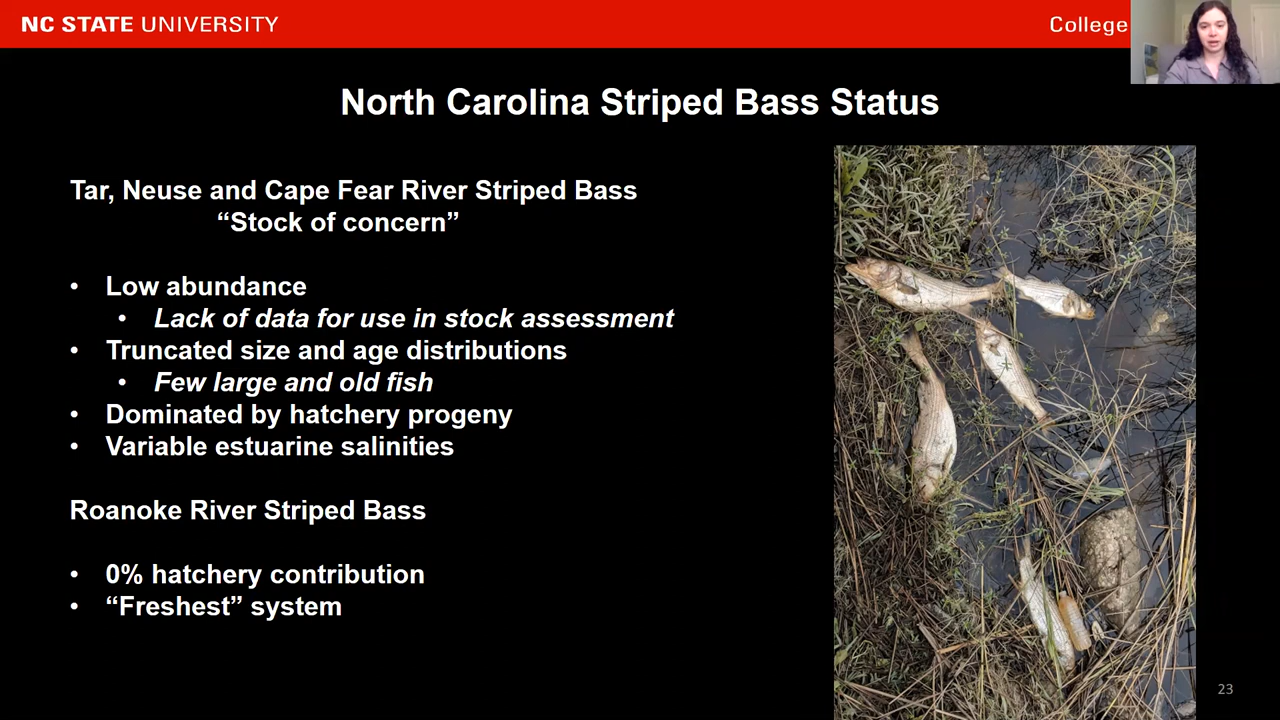 NC STATE UNIVERSITY
College
North Carolina Striped Bass Status
Tar, Neuse and Cape Fear River Striped Bass
“Stock of concern”
• Low abundance
• Lack of data for use in stock assessment
• Truncated size and age distributions
• Few large and old fish
• Dominated by hatchery progeny
• Variable estuarine salinities
Roanoke River Striped Bass
• 0% hatchery contribution
• “Freshest” system
23